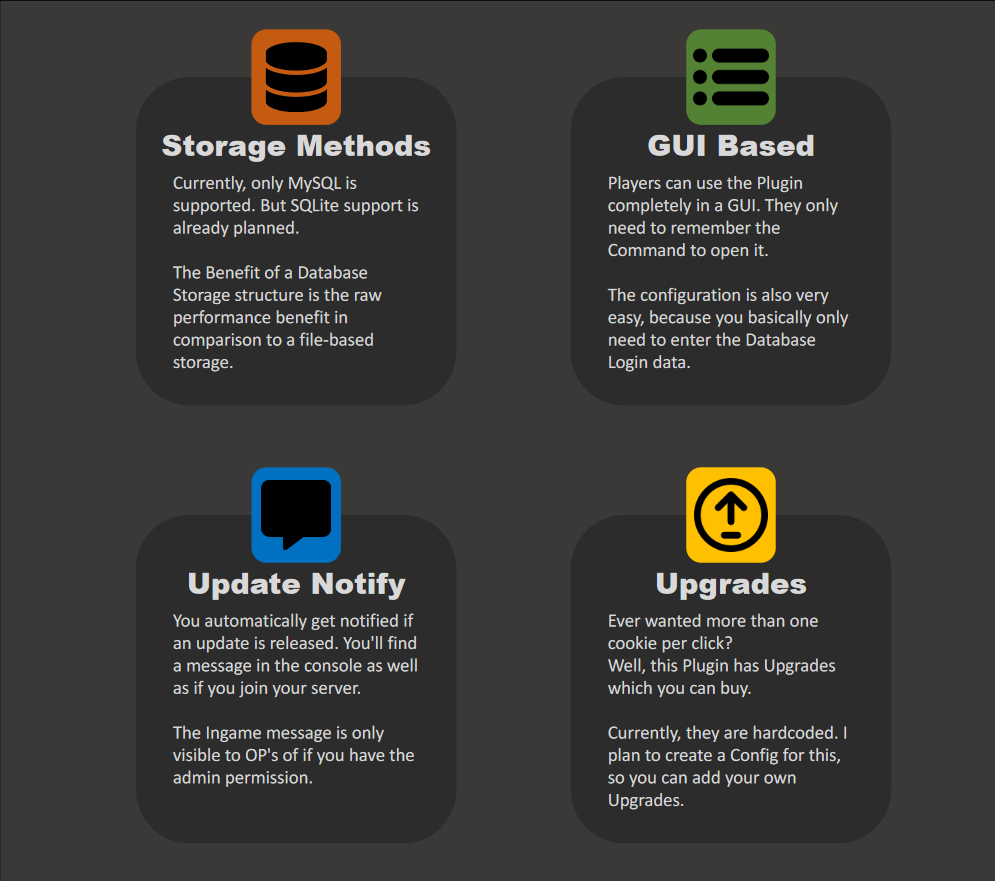 Storage Methods
Currently, only MySQL is
supported. But SQLite support is
already planned.
The Benefit of a Database
Storage structure is the raw
performance benefit in
comparison to a file-based
storage.
GUI Based
Players can use the Plugin
completely in a GUI. They only
need to remember the
Command to open it.
The configuration is also very
easy, because you basically only
need to enter the Database
Login data.
Update Notify
You automatically get notified if
an update is released. You'll find
a message in the console as well
as if you join your server.
The Ingame message is only
visible to OP's of if you have the
admin permission.
Upgrades
Ever wanted more than one
cookie per click?
Well, this Plugin has Upgrades
which you can buy.
Currently, they are hardcoded. I
plan to create a Config for this,
so you can add your own
Upgrades.